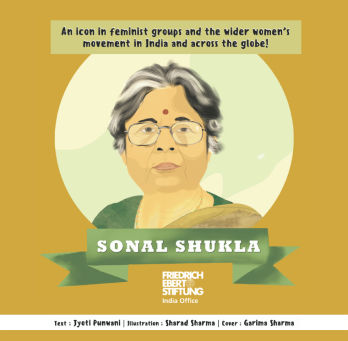 An icon in feminist groups and the wider women's
movement in India and across the globe!
SONAL SHUKLA
FRIEDRICH
EBERT
STIFTUNG
India Office
Text : Jyoti Punwani | Illustration : Sharad Sharma | Cover : Garima Sharma